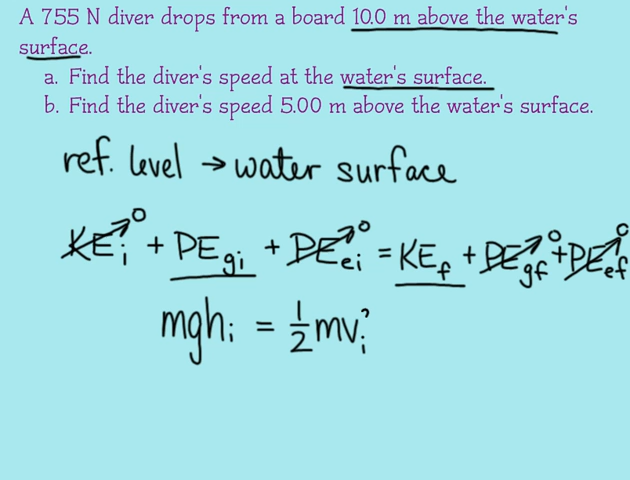 A 755 N diver drops from a board 10.0 m above the water's
surface.
a. Find the diver's speed at the water's surface.
b. Find the diver's speed 5.00 m above the water's surface.
ref. level → water surface
KEi→0 + PEgi + PEei→0 = KEf + PEgf→0 + PEef→0
mghi = 1/2 mvi²